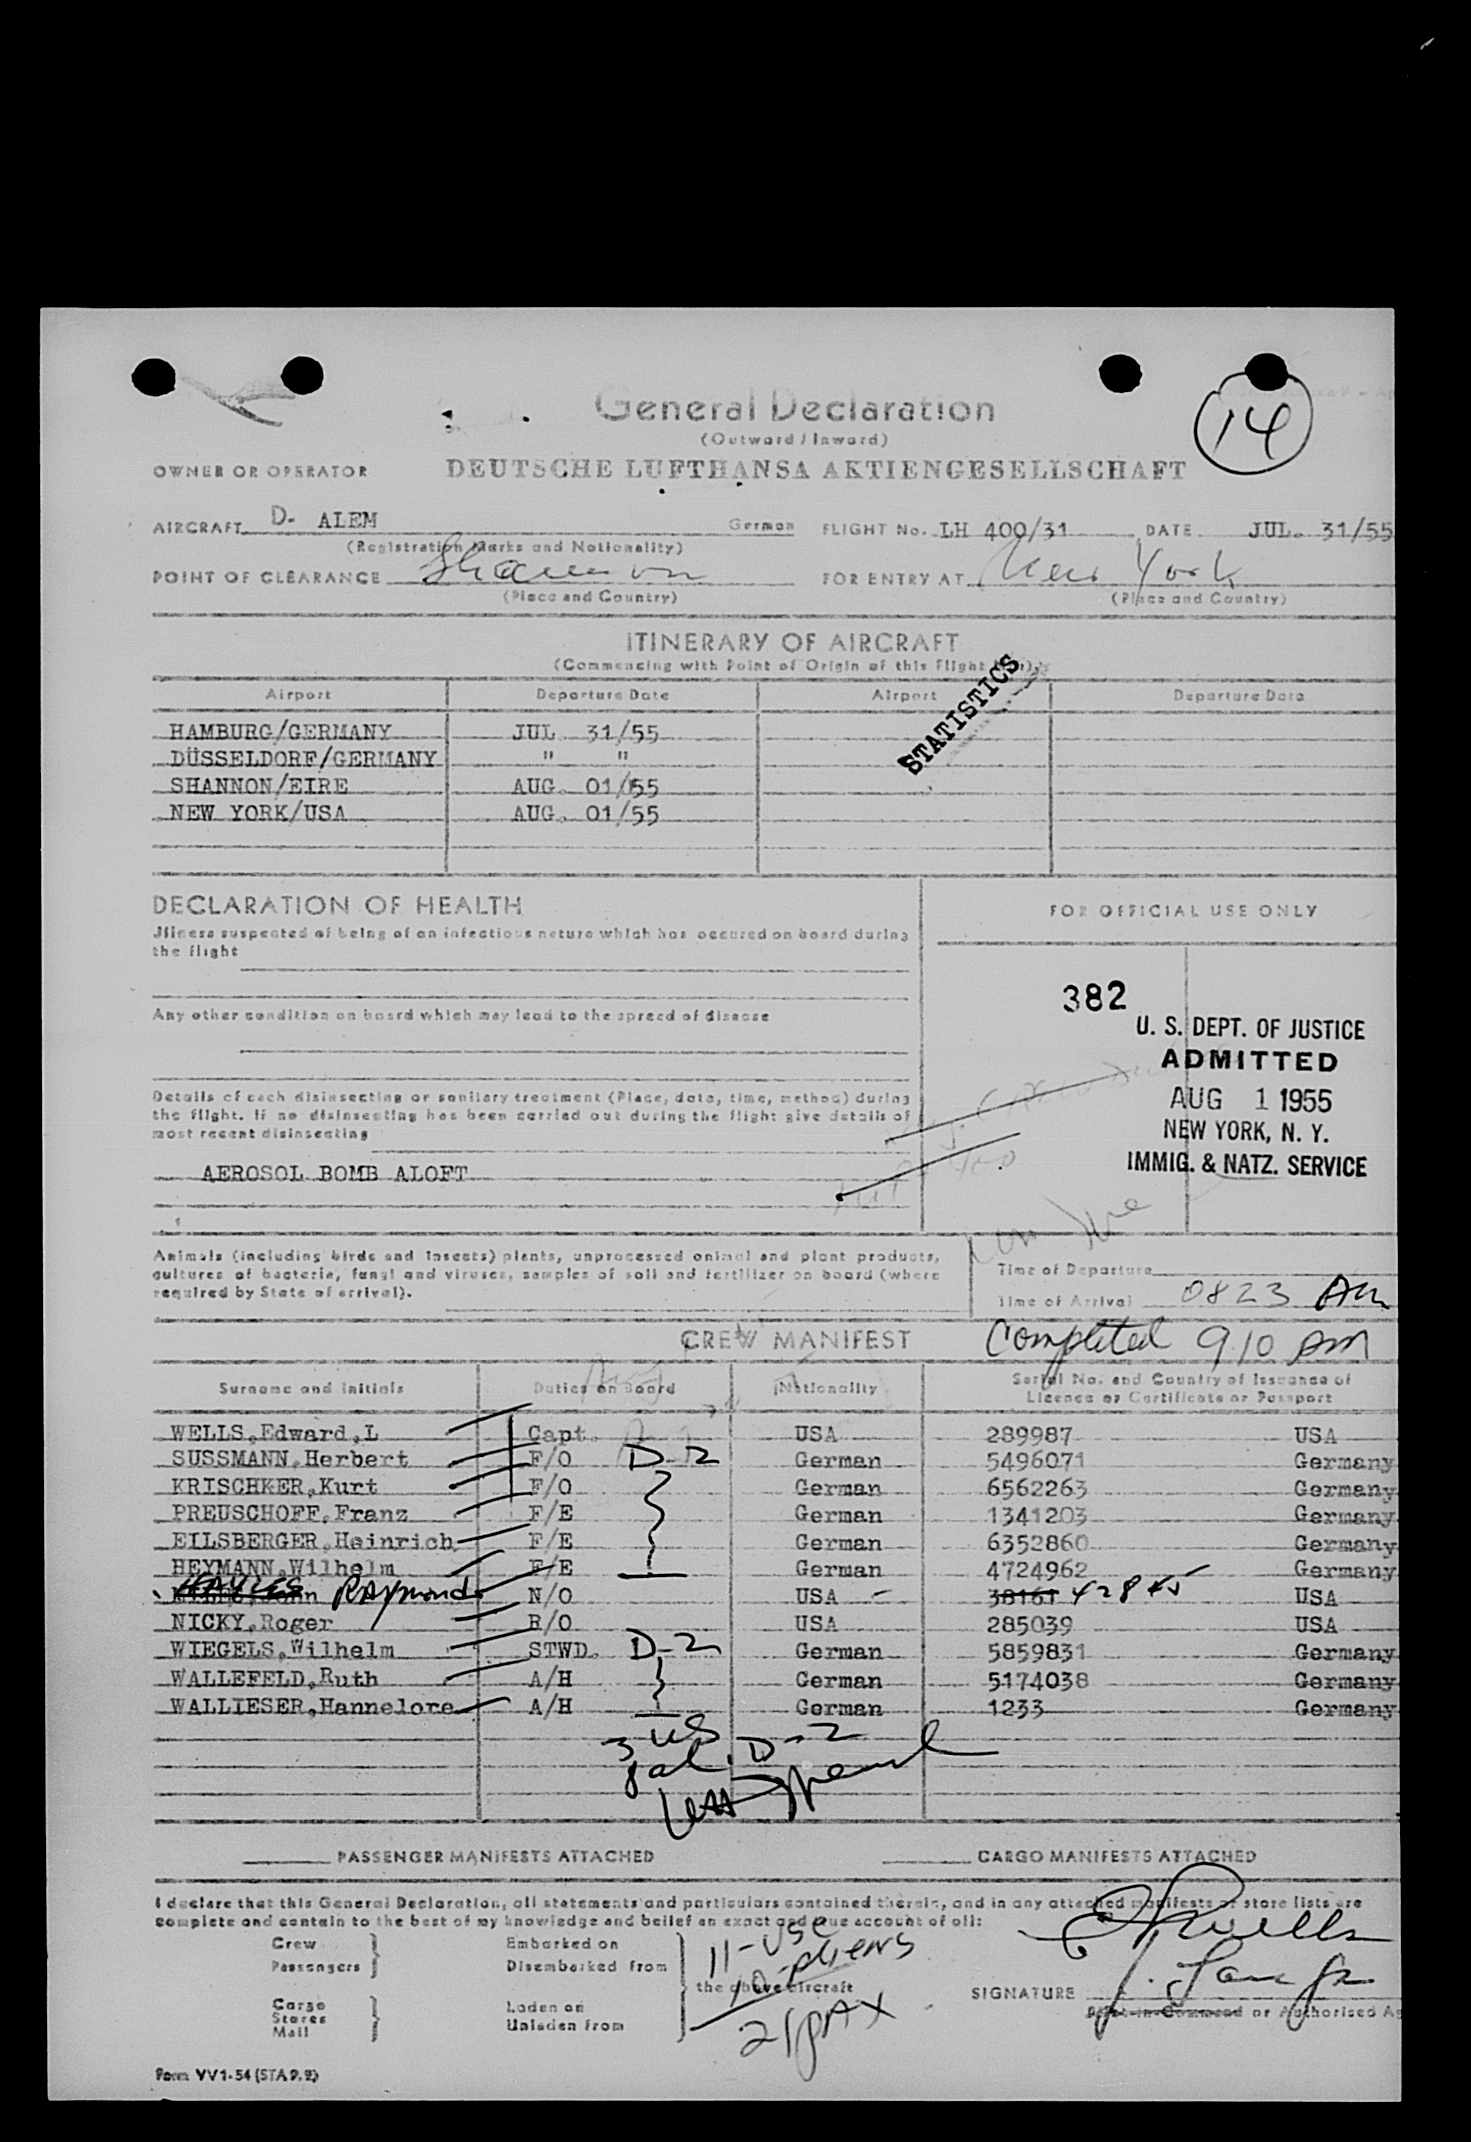 General Declaration
(Outward / Inward)
14
OWNER OR OPERATOR DEUTSCHE LUFTHANSA AKTIENGESELLSCHAFT
AIRCRAFT D- ALEM German FLIGHT No. LH 400/31 DATE JUL. 31/55
(Registration Marks and Nationality)
POINT OF CLEARANCE Shannon FOR ENTRY AT New York
(Place and Country) (Place and Country)
ITINERARY OF AIRCRAFT
(Commencing with Point of Origin of this Flight
STATISTICS
Airport Departure Date Airport Departure Date
HAMBURG/GERMANY JUL 31/55
DÜSSELDORF/GERMANY " "
SHANNON/EIRE AUG. 01/55
NEW YORK/USA AUG. 01/55
DECLARATION OF HEALTH
FOR OFFICIAL USE ONLY
Illness suspected of being of an infectious nature which has occured on board during
the flight
Any other condition on board which may lead to the spread of disease
382
U. S. DEPT. OF JUSTICE
ADMITTED
AUG 1 1955
NEW YORK, N. Y.
IMMIG. & NATZ. SERVICE
Details of each disinsecting or sanitary treatment (Place, date, time, method) during
the flight. If no disinsecting has been carried out during the flight give details of
most recent disinsecting
AEROSOL BOMB ALOFT
Animals (including birds and insects) plants, unprocessed animal and plant products,
cultures of bacteria, fungi and viruses, samples of soil and fertilizer on board (where
required by State of arrival).
Time of Departure
Time of Arrival 0823 AM
CREW MANIFEST Completed 910 AM
Surname and initials Duties on Board Nationality Serial No. and Country of Issuance of
Licence or Certificate or Passport
WELLS,Edward,L Capt. USA 289987 USA
SUSSMANN,Herbert F/O D-2 German 5496071 Germany
KRISCHKER,Kurt F/O German 6562263 Germany
PREUSCHOFF,Franz F/E German 1341203 Germany
EILSBERGER,Heinrich F/E German 6352860 Germany
HEYMANN,Wilhelm F/E German 4724962 Germany
HAYLES Raymond N/O USA 38161 42845 USA
NICKY,Roger R/O USA 285039 USA
WIEGELS,Wilhelm STWD. D-2 German 5859831 Germany
WALLEFELD,Ruth A/H German 5174038 Germany
WALLIESER,Hannelore A/H German 1233 Germany
3 US
8 al. D-2
PASSENGER MANIFESTS ATTACHED CARGO MANIFESTS ATTACHED
I declare that this General Declaration, all statements and particulars contained therein, and in any attached manifests or store lists are
complete and contain to the best of my knowledge and belief an exact and true account of all:
Crew Embarked on
Passengers Disembarked from
the above aircraft
Cargo Laden on
Stores Unladen from
Mail
11-USC
10-aliens
21 PAX
SIGNATURE
Pilot-in-Command or Authorised Ag
Form VV1-54 (STA 9.2)